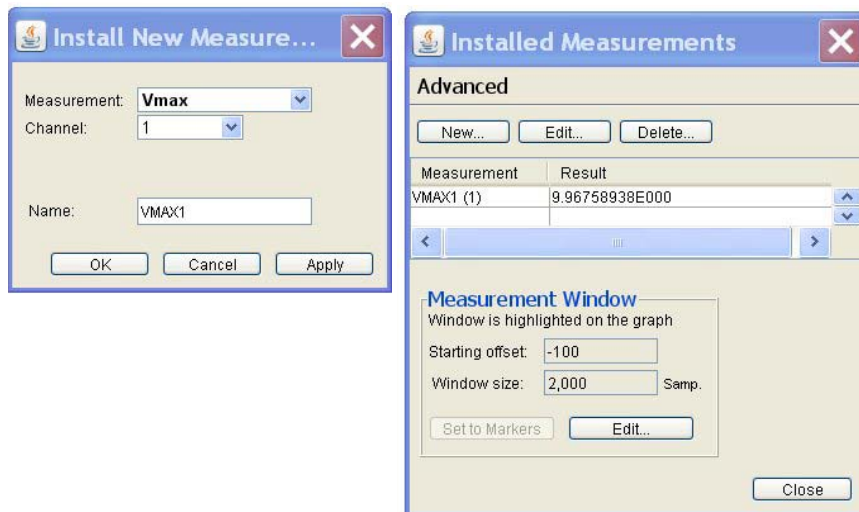 Install New Measure...
Measurement: Vmax
Channel: 1
Name: VMAX1
OK Cancel Apply
Installed Measurements
Advanced
New... Edit... Delete...
Measurement Result
VMAX1 (1) 9.96758938E000
Measurement Window
Window is highlighted on the graph
Starting offset: -100
Window size: 2,000 Samp.
Set to Markers Edit...
Close